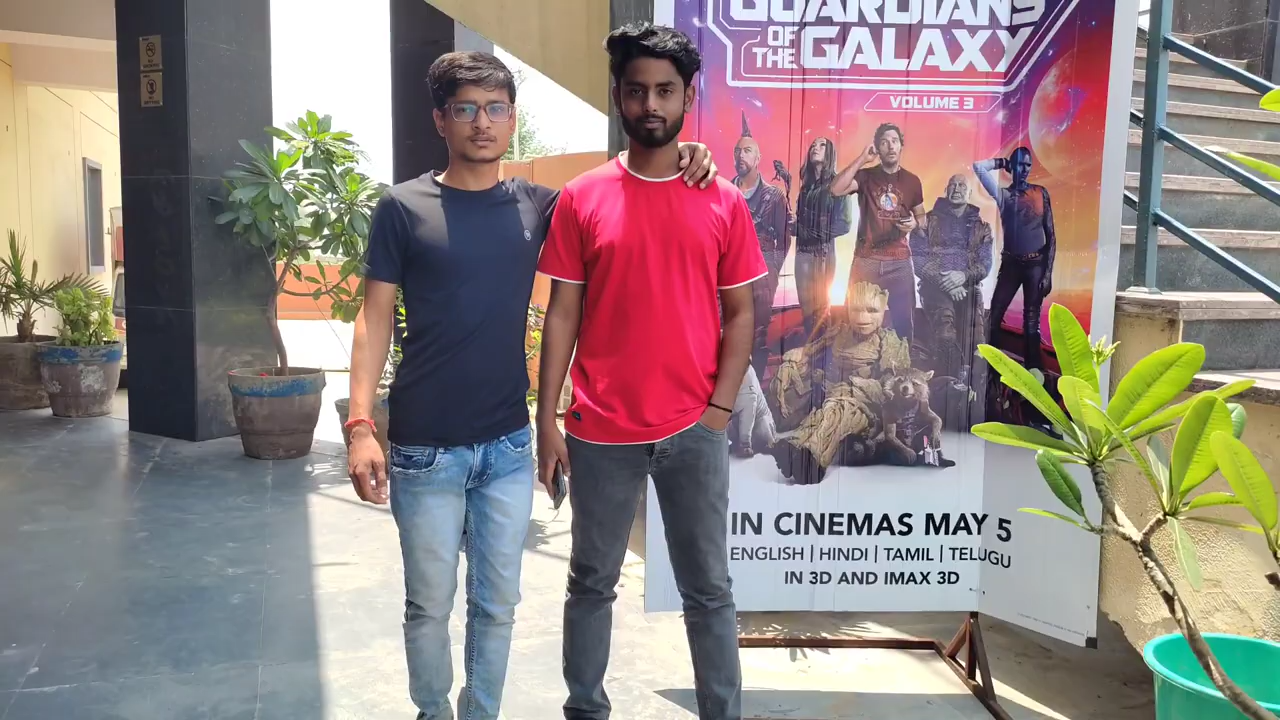 GUARDIANS
OF
THE GALAXY
VOLUME 3
IN CINEMAS MAY 5
ENGLISH | HINDI | TAMIL | TELUGU
IN 3D AND IMAX 3D